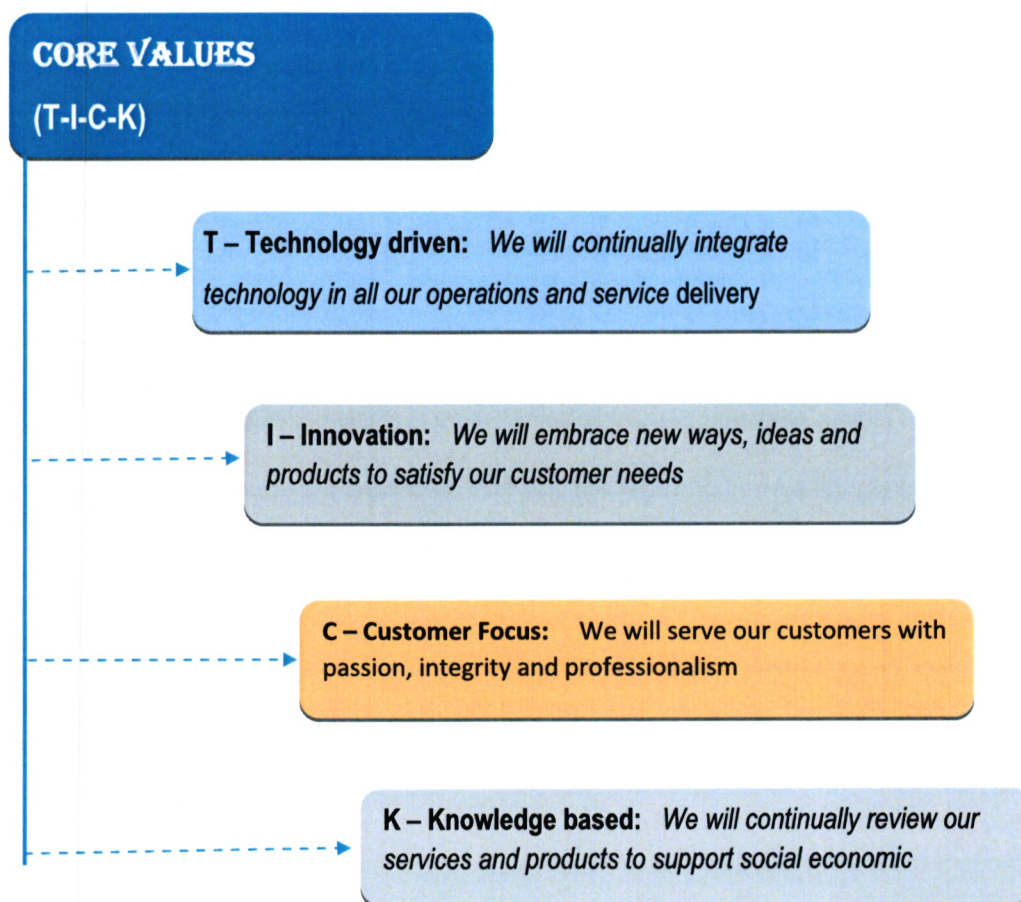 CORE VALUES
(T-I-C-K)
T – Technology driven: We will continually integrate
technology in all our operations and service delivery
I – Innovation: We will embrace new ways, ideas and
products to satisfy our customer needs
C – Customer Focus: We will serve our customers with
passion, integrity and professionalism
K – Knowledge based: We will continually review our
services and products to support social economic